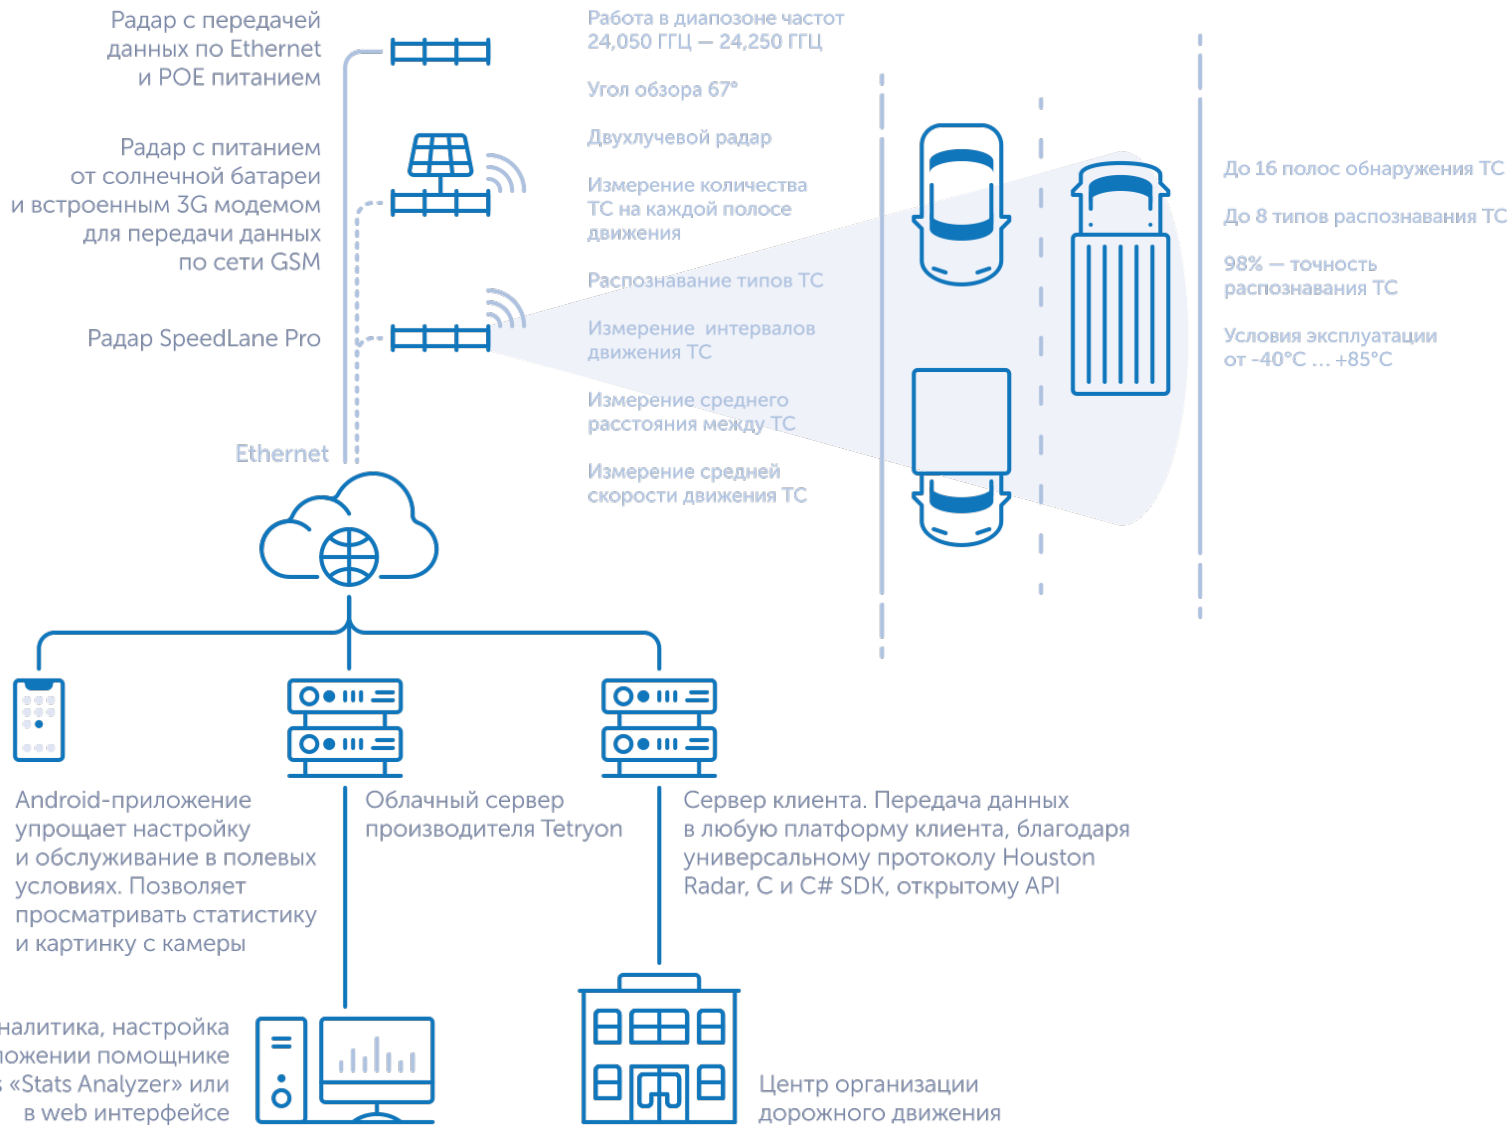 Радар с передачей
данных по Ethernet
и POE питанием
Радар с питанием
от солнечной батареи
и встроенным 3G модемом
для передачи данных
по сети GSM
Радар SpeedLane Pro
Ethernet
Работа в диапозоне частот
24,050 ГГЦ — 24,250 ГГЦ
Угол обзора 67°
Двухлучевой радар
Измерение количества
ТС на каждой полосе
движения
Распознавание типов ТС
Измерение интервалов
движения ТС
Измерение среднего
расстояния между ТС
Измерение средней
скорости движения ТС
До 16 полос обнаружения ТС
До 8 типов распознавания ТС
98% — точность
распознавания ТС
Условия эксплуатации
от -40°C ... +85°C
Android-приложение
упрощает настройку
и обслуживание в полевых
условиях. Позволяет
просматривать статистику
и картинку с камеры
Облачный сервер
производителя Tetryon
Сервер клиента. Передача данных
в любую платформу клиента, благодаря
универсальному протоколу Houston
Radar, C и C# SDK, открытому API
налитика, настройка
ложении помощнике
s «Stats Analyzer» или
в web интерфейсе
Центр организации
дорожного движения